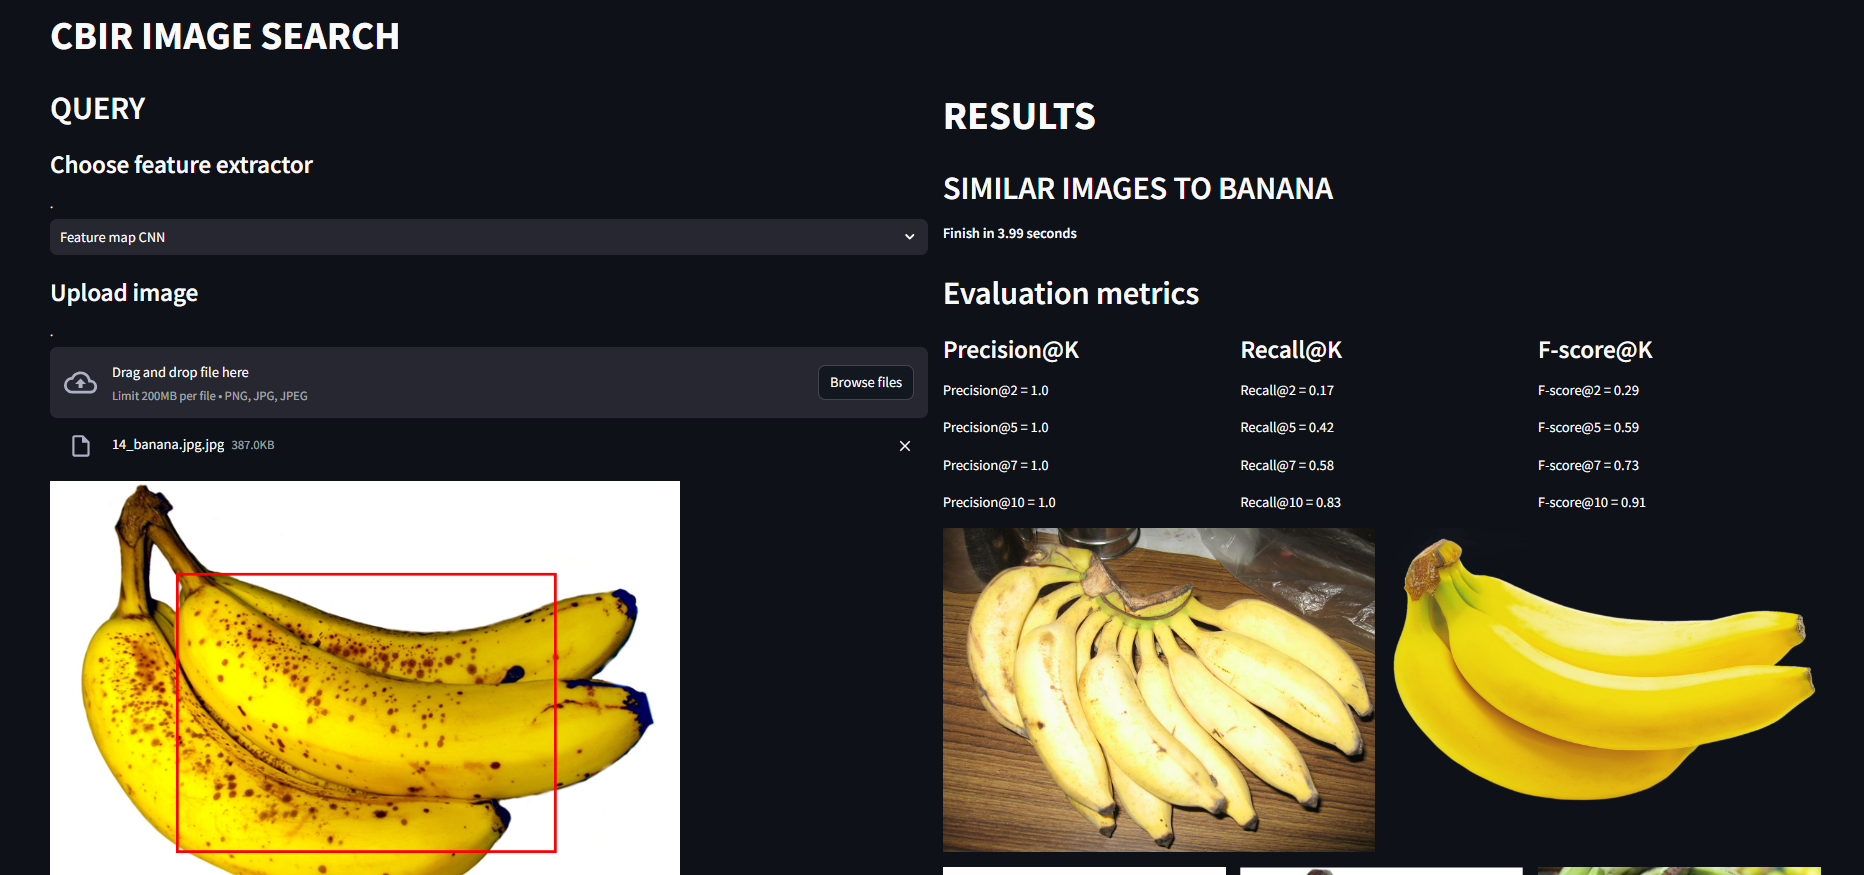 CBIR IMAGE SEARCH
QUERY
Choose feature extractor
.
Feature map CNN
Upload image
.
Drag and drop file here
Limit 200MB per file • PNG, JPG, JPEG
Browse files
14_banana.jpg.jpg 387.0KB
RESULTS
SIMILAR IMAGES TO BANANA
Finish in 3.99 seconds
Evaluation metrics
Precision@K
Precision@2 = 1.0
Precision@5 = 1.0
Precision@7 = 1.0
Precision@10 = 1.0
Recall@K
Recall@2 = 0.17
Recall@5 = 0.42
Recall@7 = 0.58
Recall@10 = 0.83
F-score@K
F-score@2 = 0.29
F-score@5 = 0.59
F-score@7 = 0.73
F-score@10 = 0.91